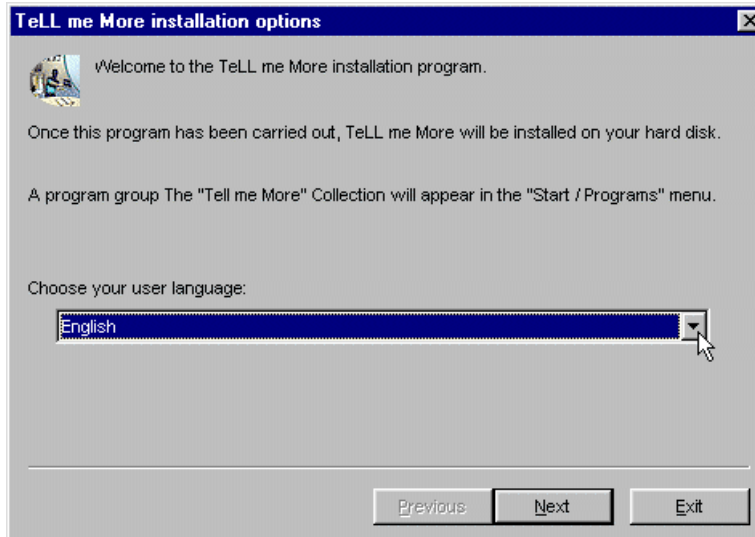 TeLL me More installation options
Welcome to the TeLL me More installation program.
Once this program has been carried out, TeLL me More will be installed on your hard disk.
A program group The "Tell me More" Collection will appear in the "Start / Programs" menu.
Choose your user language:
English
Previous Next Exit